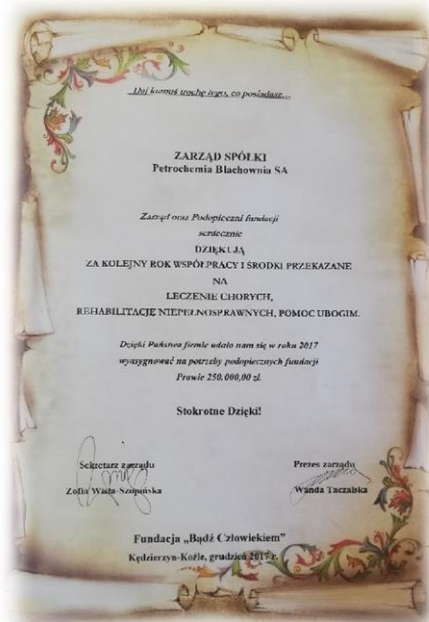 Daj komuś trochę tego, co posiadasz...
ZARZĄD SPÓŁKI
Petrochemia Blachownia SA
Zarząd oraz Podopieczni fundacji
serdecznie
DZIĘKUJĄ
ZA KOLEJNY ROK WSPÓŁPRACY I ŚRODKI PRZEKAZANE
NA
LECZENIE CHORYCH,
REHABILITACJĘ NIEPEŁNOSPRAWNYCH, POMOC UBOGIM.
Dzięki Państwa firmie udało nam się w roku 2017
wyasygnować na potrzeby podopiecznych fundacji
Prawie 250.000,00 zł.
Stokrotne Dzięki!
Sekretarz zarządu
Zofia
Prezes zarządu
Wanda Taczalska
Fundacja „Bądź Człowiekiem”
Kędzierzyn-Koźle, grudzień 2017 r.